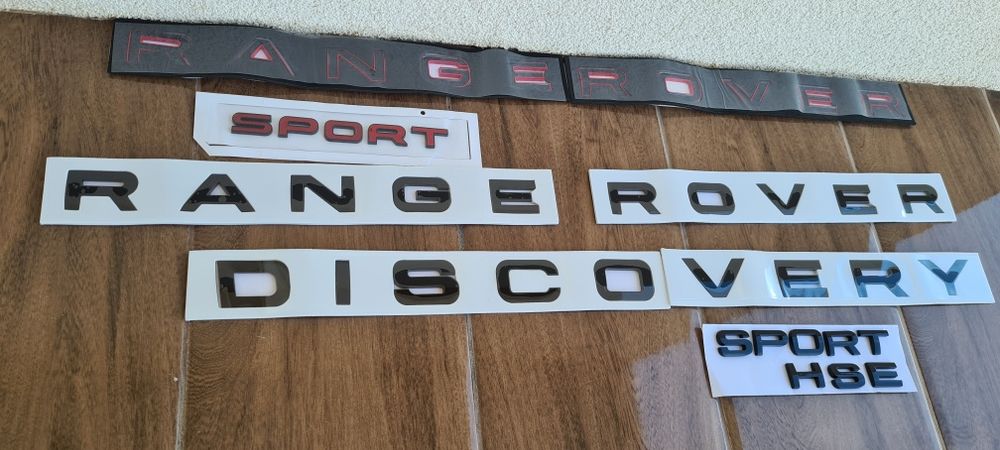 RANGE ROVER
SPORT
RANGE ROVER
DISCOVERY
SPORT
HSE